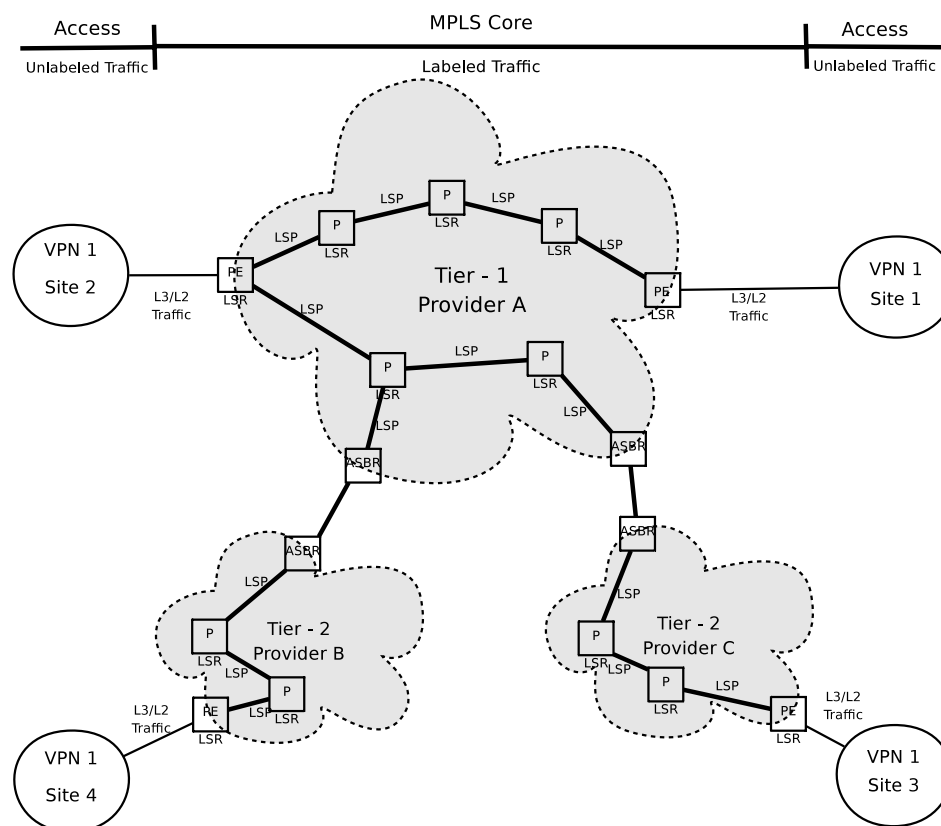 Access
MPLS Core
Access
Unlabeled Traffic
Labeled Traffic
Unlabeled Traffic
LSP
P
LSP
P
LSR
LSP
P
LSR
LSP
P
LSR
LSP
VPN 1
Site 2
L3/L2
Traffic
PE
LSR
Tier - 1
Provider A
PE
LSR
L3/L2
Traffic
VPN 1
Site 1
LSP
P
LSR
LSP
P
LSR
LSP
LSP
ASBR
ASBR
ASBR
ASBR
LSP
P
LSR
Tier - 2
Provider B
LSP
P
LSR
LSP
PE
LSR
L3/L2
Traffic
VPN 1
Site 4
LSP
P
LSR
Tier - 2
Provider C
LSP
P
LSR
LSP
PE
LSR
L3/L2
Traffic
VPN 1
Site 3